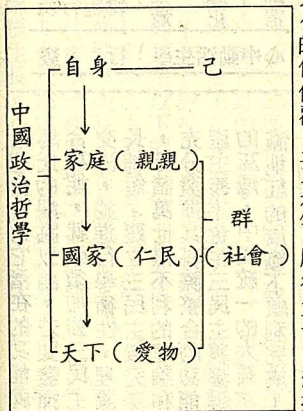 中國政治哲學
自身——己
家庭(親親)
國家(仁民)
天下(愛物)
群
(社會)